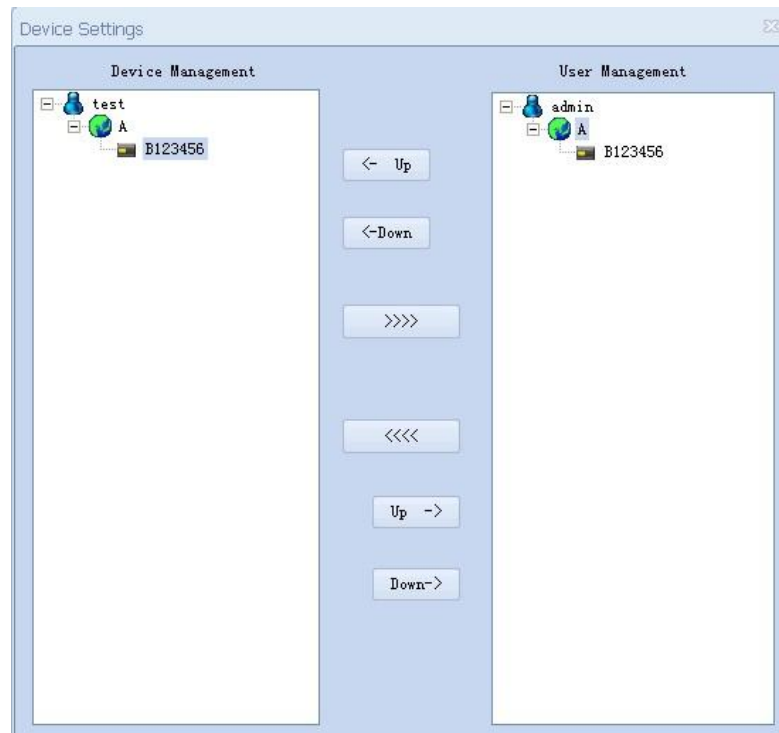 Device Settings
Device Management
test
A
B123456
<- Up
<-Down
>>>>
<<<<
Up ->
Down->
User Management
admin
A
B123456